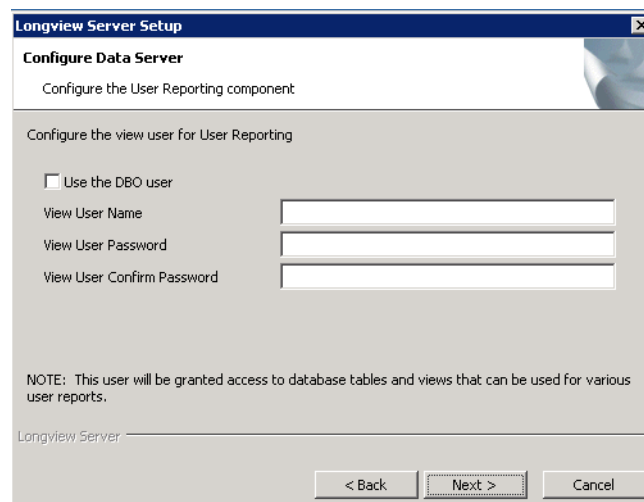 Longview Server Setup
Configure Data Server
Configure the User Reporting component
Configure the view user for User Reporting
Use the DBO user
View User Name
View User Password
View User Confirm Password
NOTE:  This user will be granted access to database tables and views that can be used for various
user reports.
Longview Server
< Back Next > Cancel